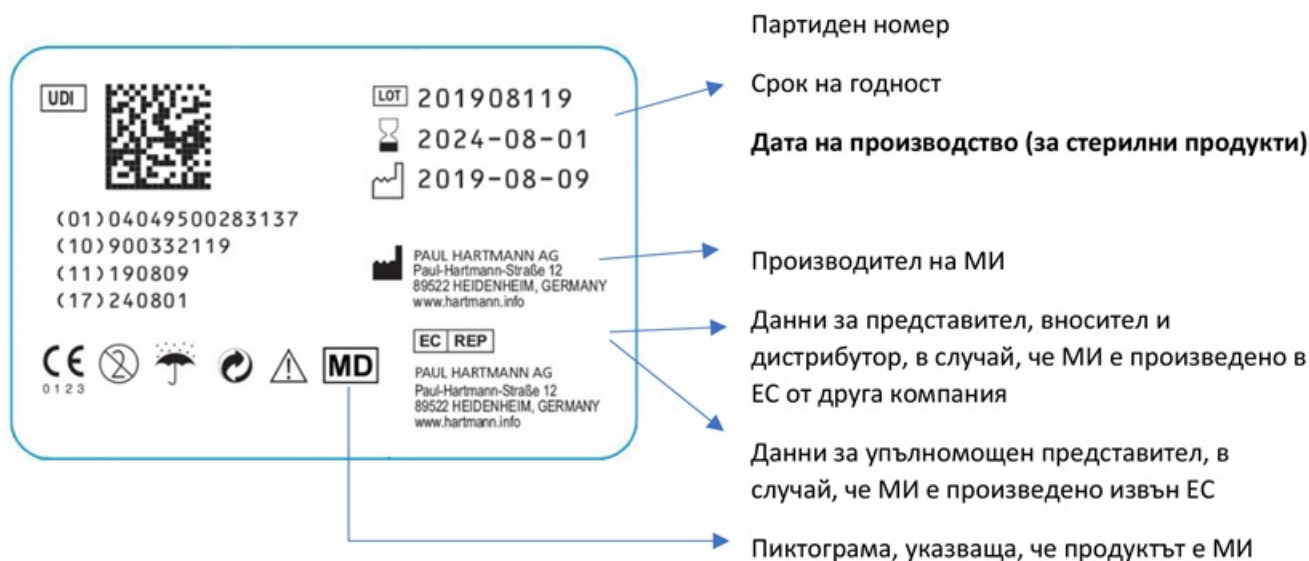 UDI
LOT 201908119
2024-08-01
2019-08-09
(01)04049500283137
(10)900332119
(11)190809
(17)240801
PAUL HARTMANN AG
Paul-Hartmann-Straße 12
89522 HEIDENHEIM, GERMANY
www.hartmann.info
EC REP
PAUL HARTMANN AG
Paul-Hartmann-Straße 12
89522 HEIDENHEIM, GERMANY
www.hartmann.info
CE
0123
2
MD
Партиден номер
Срок на годност
Дата на производство (за стерилни продукти)
Производител на МИ
Данни за представител, вносител и
дистрибутор, в случай, че МИ е произведено в
ЕС от друга компания
Данни за упълномощен представител, в
случай, че МИ е произведено извън ЕС
Пиктограма, указваща, че продуктът е МИ